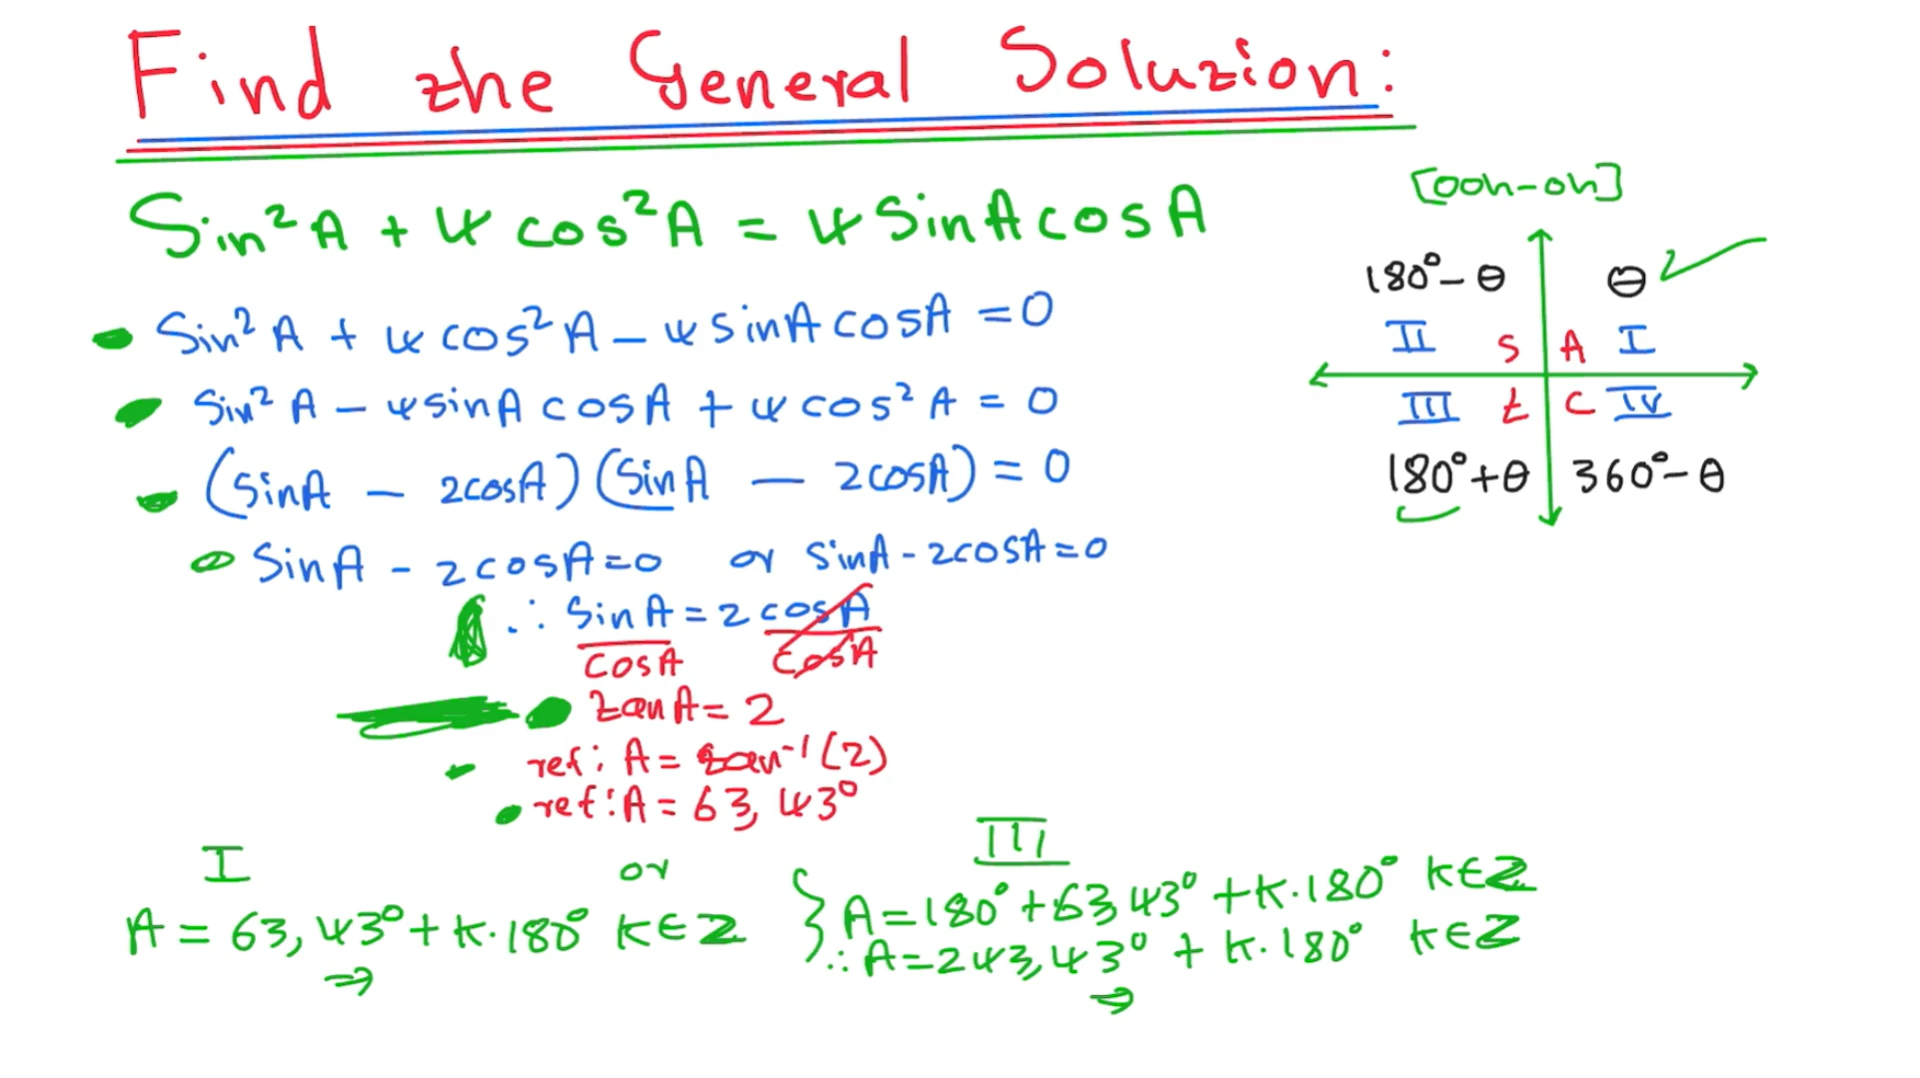 Find the General Soluzion:
Sin²A + 4 cos²A = 4 SinA cosA
Sin²A + 4 cos²A - 4 sinA cosA = 0
Sin²A - 4 sinA cosA + 4 cos²A = 0
(SinA - 2cosA)(SinA - 2cosA) = 0
SinA - 2cosA = 0 or sinA - 2cosA = 0
∴ SinA = 2 cosA
cosA cosA
tanA = 2
ref: A = tan⁻¹(2)
ref: A = 63,43°
I
A = 63,43° + k.180° k∈Z
or
III
A = 180° + 63,43° + k.180° k∈Z
∴ A = 243,43° + k.180° k∈Z
[ooh-oh]
180° - θ θ
II S A I
III t C IV
180° + θ 360° - θ